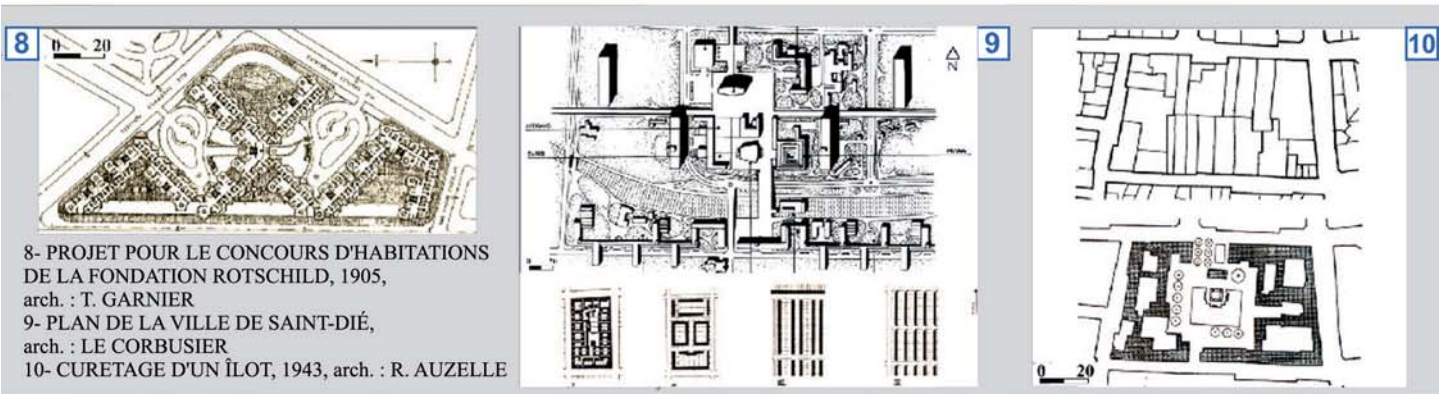 8
0 20
8- PROJET POUR LE CONCOURS D'HABITATIONS
DE LA FONDATION ROTSCHILD, 1905,
arch. : T. GARNIER
9- PLAN DE LA VILLE DE SAINT-DIÉ,
arch. : LE CORBUSIER
10- CURETAGE D'UN ÎLOT, 1943, arch. : R. AUZELLE
9
N
0
10
0 20